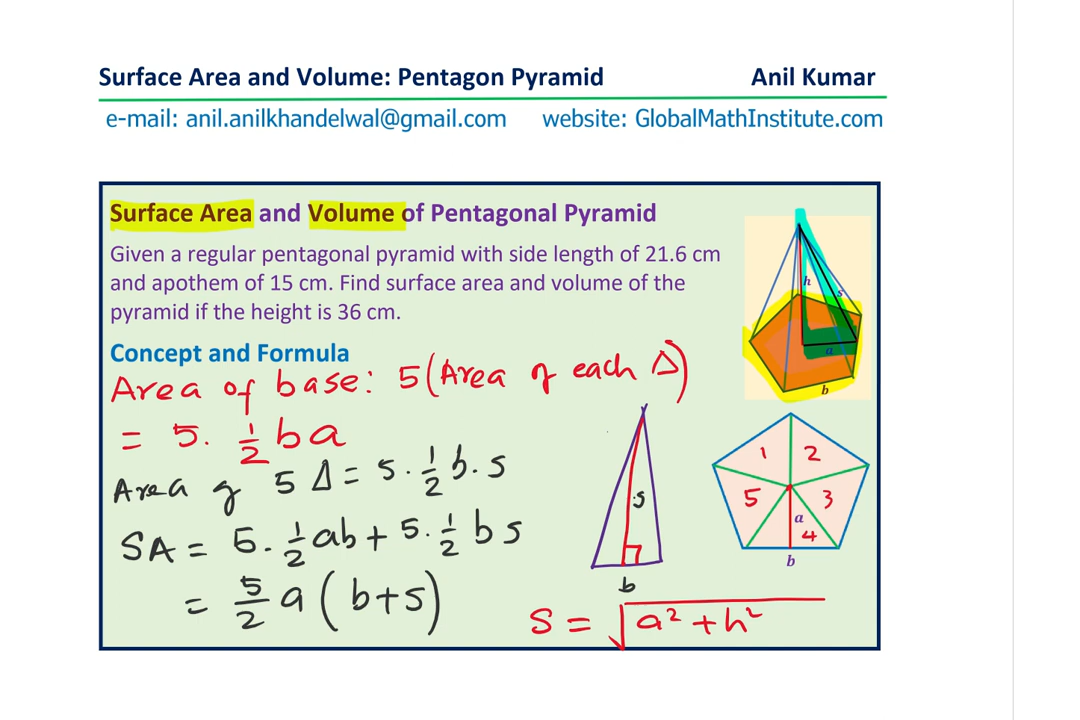 Surface Area and Volume: Pentagon Pyramid Anil Kumar
e-mail: anil.anilkhandelwal@gmail.com website: GlobalMathInstitute.com
Surface Area and Volume of Pentagonal Pyramid
Given a regular pentagonal pyramid with side length of 21.6 cm
and apothem of 15 cm. Find surface area and volume of the
pyramid if the height is 36 cm.
h
s
a
b
Concept and Formula
Area of base: 5(Area of each Δ)
= 5. 1/2 ba
Area of 5 Δ = 5. 1/2 b. s
SA = 5. 1/2 ab + 5. 1/2 bs
= 5/2 a (b+s)
s
b
s = √a² + h²
1 2
5 3
a
4
b